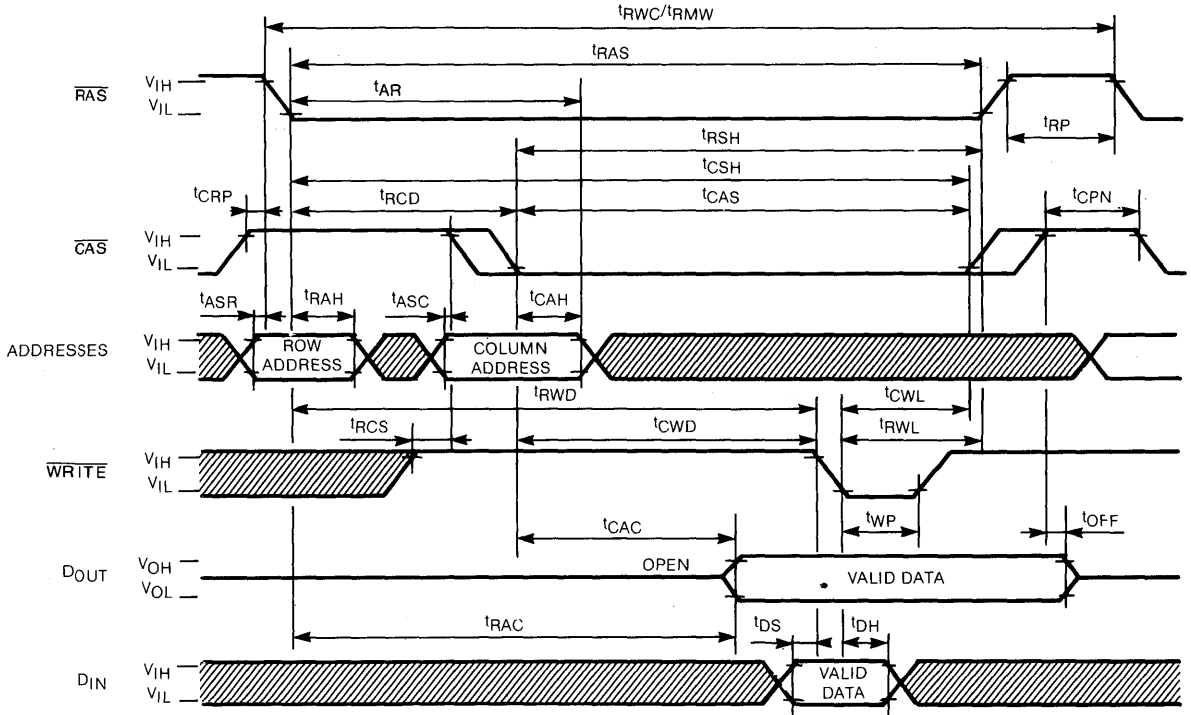 tRWC/tRMW
tRAS
RAS
VIH
VIL
tAR
tRP
tRSH
tCSH
tCRP
tRCD
tCAS
tCPN
CAS
VIH
VIL
tASR
tRAH
tASC
tCAH
ADDRESSES
VIH
VIL
ROW
ADDRESS
COLUMN
ADDRESS
tRWD
tCWL
tRCS
tCWD
tRWL
WRITE
VIH
VIL
tCAC
tWP
tOFF
DOUT
VOH
VOL
OPEN
VALID DATA
tRAC
tDS
tDH
DIN
VIH
VIL
VALID
DATA